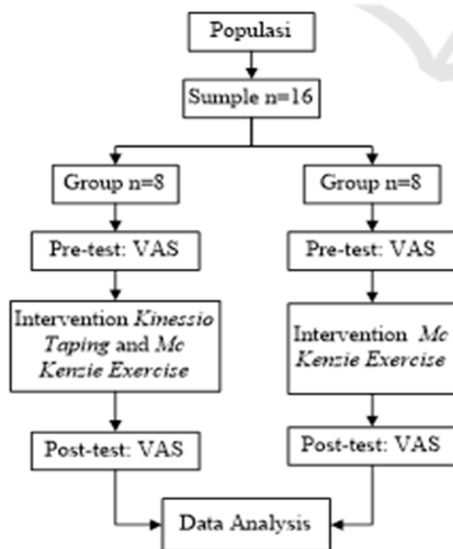 Populasi
Sumple n=16
Group n=8
Group n=8
Pre-test: VAS
Pre-test: VAS
Intervention Kinessio
Taping and Mc
Kenzie Exercise
Intervention Mc
Kenzie Exercise
Post-test: VAS
Post-test: VAS
Data Analysis